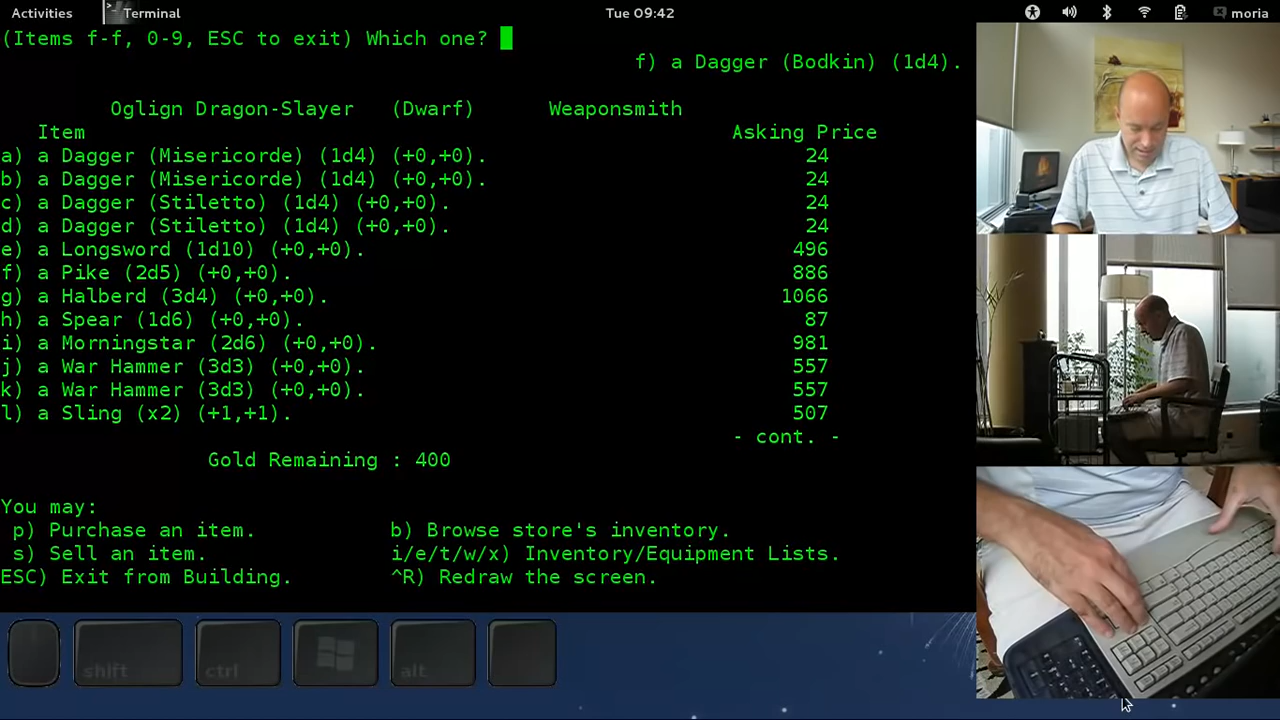 Activities Terminal Tue 09:42 moria
(Items f-f, 0-9, ESC to exit) Which one?
f) a Dagger (Bodkin) (1d4).
Oglign Dragon-Slayer (Dwarf) Weaponsmith
Item Asking Price
a) a Dagger (Misericorde) (1d4) (+0,+0). 24
b) a Dagger (Misericorde) (1d4) (+0,+0). 24
c) a Dagger (Stiletto) (1d4) (+0,+0). 24
d) a Dagger (Stiletto) (1d4) (+0,+0). 24
e) a Longsword (1d10) (+0,+0). 496
f) a Pike (2d5) (+0,+0). 886
g) a Halberd (3d4) (+0,+0). 1066
h) a Spear (1d6) (+0,+0). 87
i) a Morningstar (2d6) (+0,+0). 981
j) a War Hammer (3d3) (+0,+0). 557
k) a War Hammer (3d3) (+0,+0). 557
l) a Sling (x2) (+1,+1). 507
- cont. -
Gold Remaining : 400
You may:
p) Purchase an item. b) Browse store's inventory.
s) Sell an item. i/e/t/w/x) Inventory/Equipment Lists.
ESC) Exit from Building. ^R) Redraw the screen.
shift ctrl alt